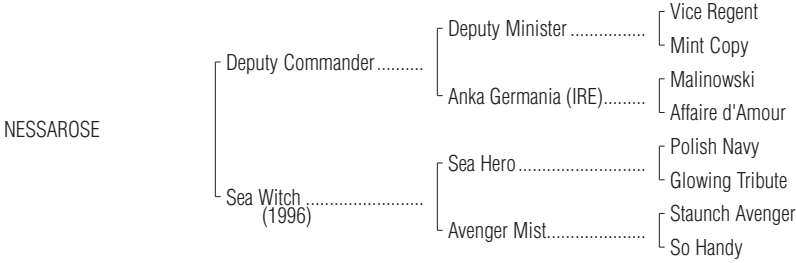 Vice Regent
Deputy Minister ................
Mint Copy
Deputy Commander..........
Malinowski
Anka Germania (IRE).........
Affaire d'Amour
NESSAROSE
Polish Navy
Sea Hero...........................
Glowing Tribute
Sea Witch .........................
(1996)
Staunch Avenger
Avenger Mist.....................
So Handy